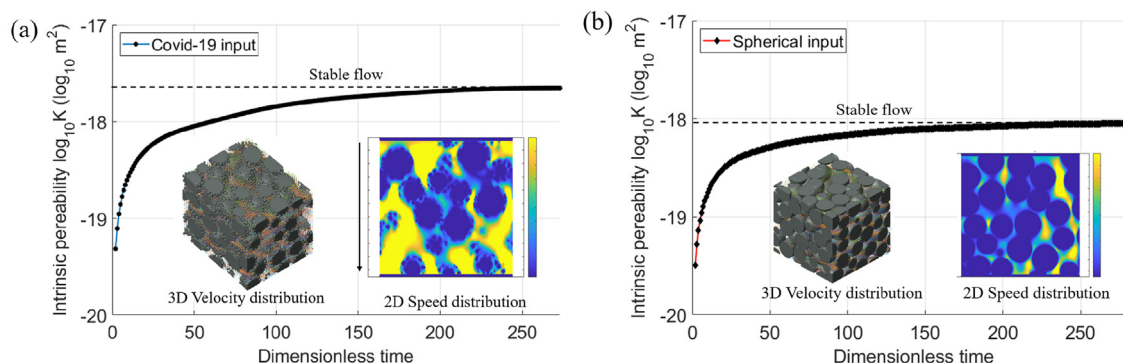 (a)
-17
Covid-19 input
Stable flow
-18
-19
-20
Intrinsic pereability log10K (log10 m2)
3D Velocity distribution
2D Speed distribution
0
50
100
150
200
250
Dimensionless time
(b)
-17
Spherical input
Stable flow
-18
-19
-20
Intrinsic pereability log10K (log10 m2)
3D Velocity distribution
2D Speed distribution
0
50
100
150
200
250
Dimensionless time